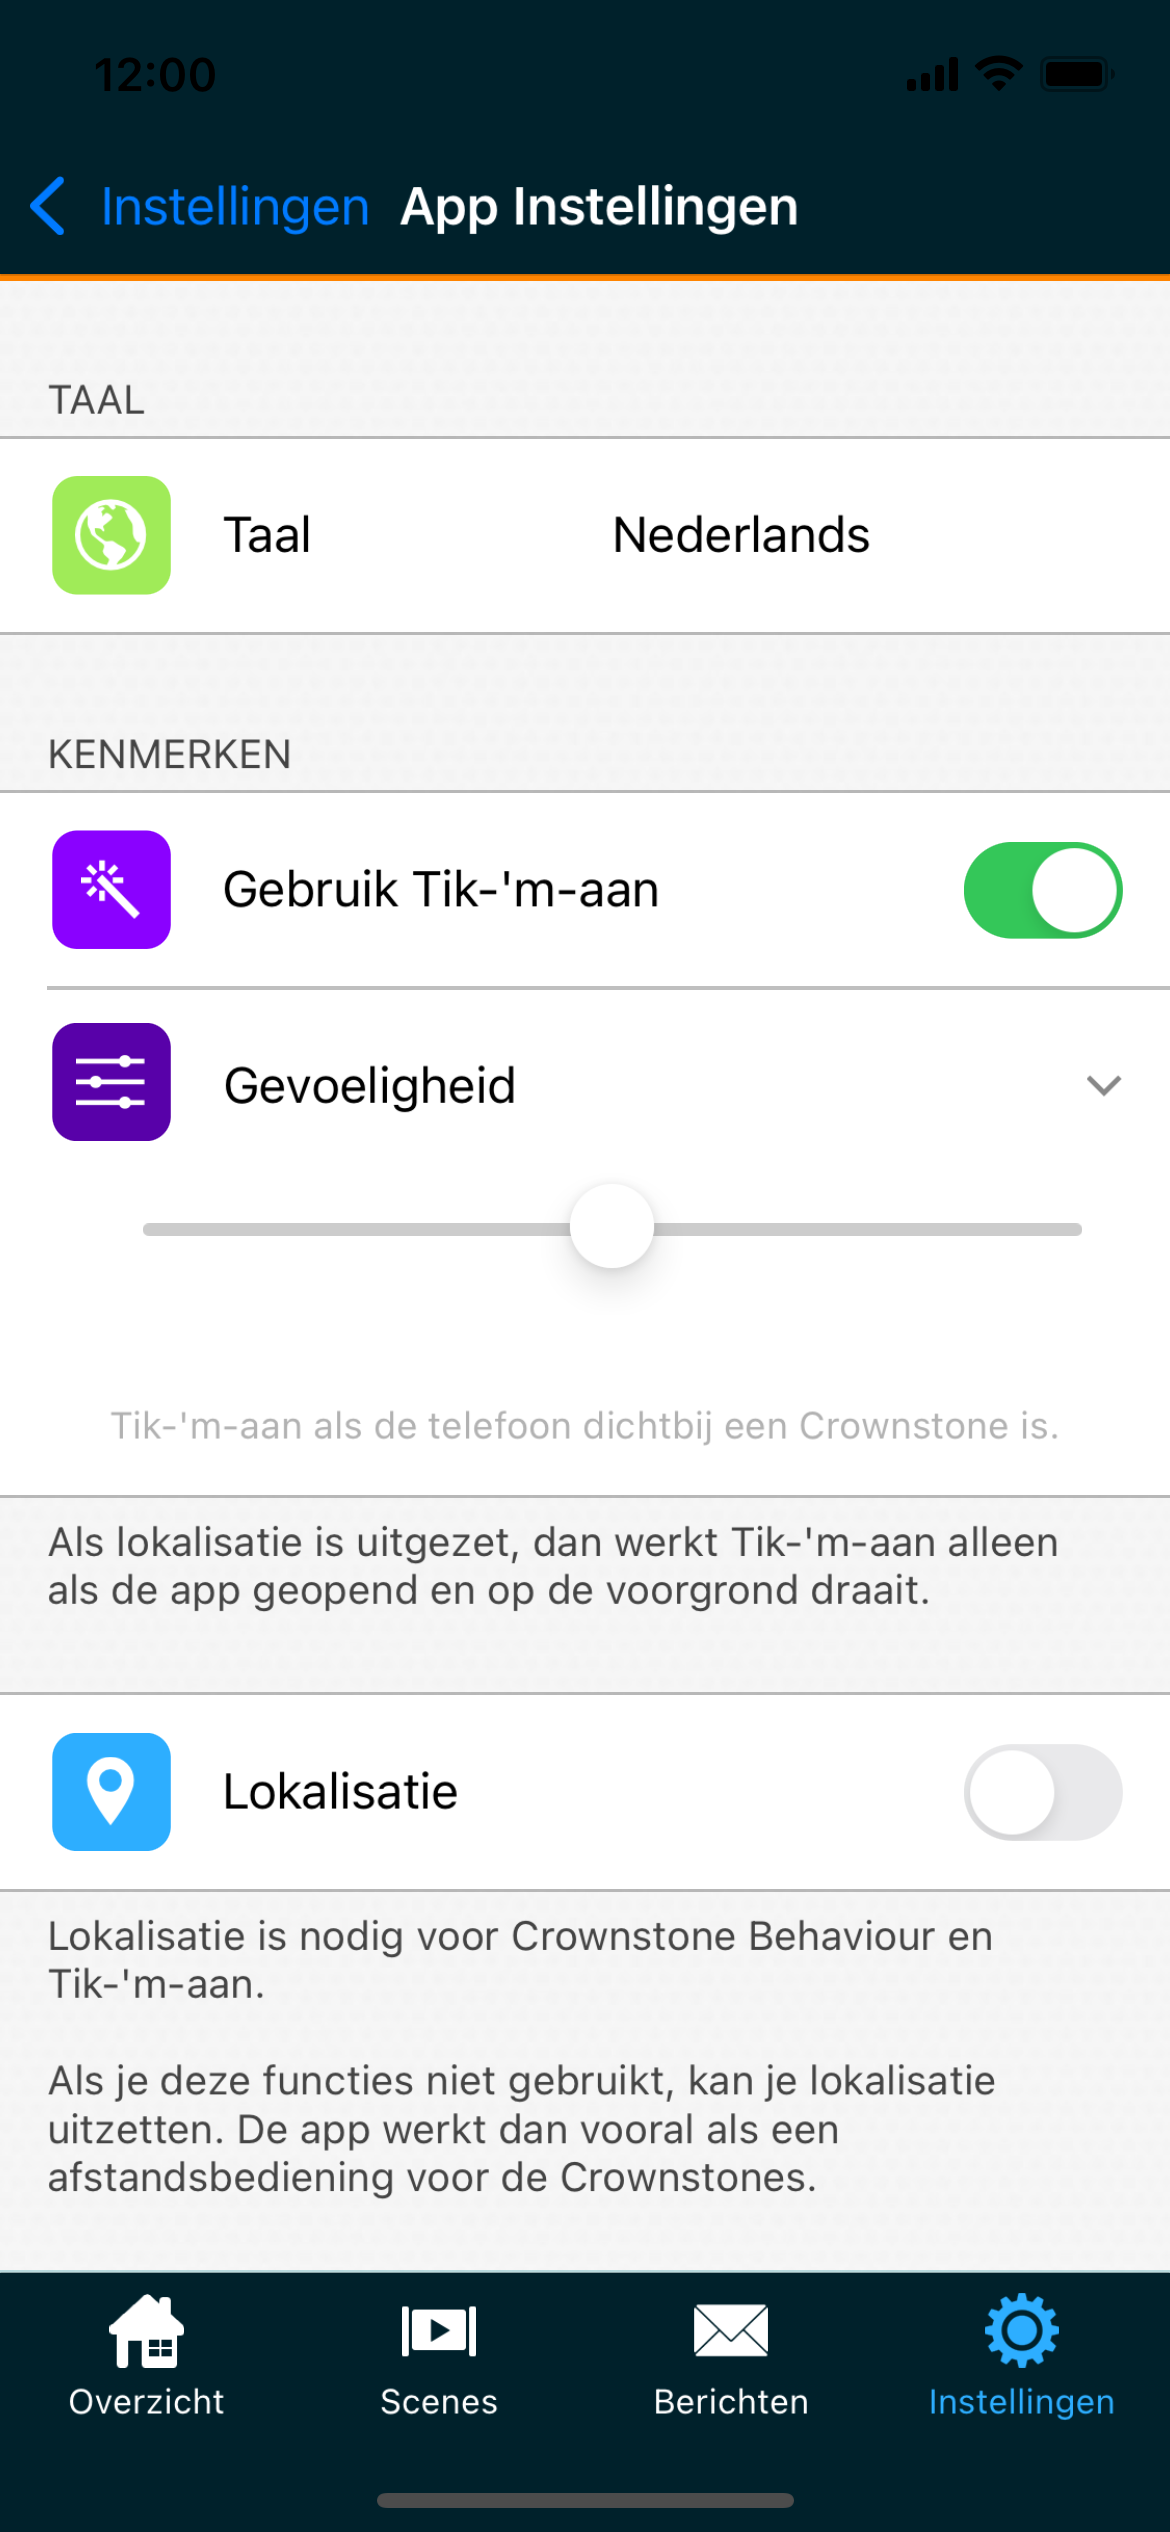 12:00
Instellingen App Instellingen
TAAL
Taal Nederlands
KENMERKEN
Gebruik Tik-'m-aan
Gevoeligheid
Tik-'m-aan als de telefoon dichtbij een Crownstone is.
Als lokalisatie is uitgezet, dan werkt Tik-'m-aan alleen
als de app geopend en op de voorgrond draait.
Lokalisatie
Lokalisatie is nodig voor Crownstone Behaviour en
Tik-'m-aan.
Als je deze functies niet gebruikt, kan je lokalisatie
uitzetten. De app werkt dan vooral als een
afstandsbediening voor de Crownstones.
Overzicht Scenes Berichten Instellingen